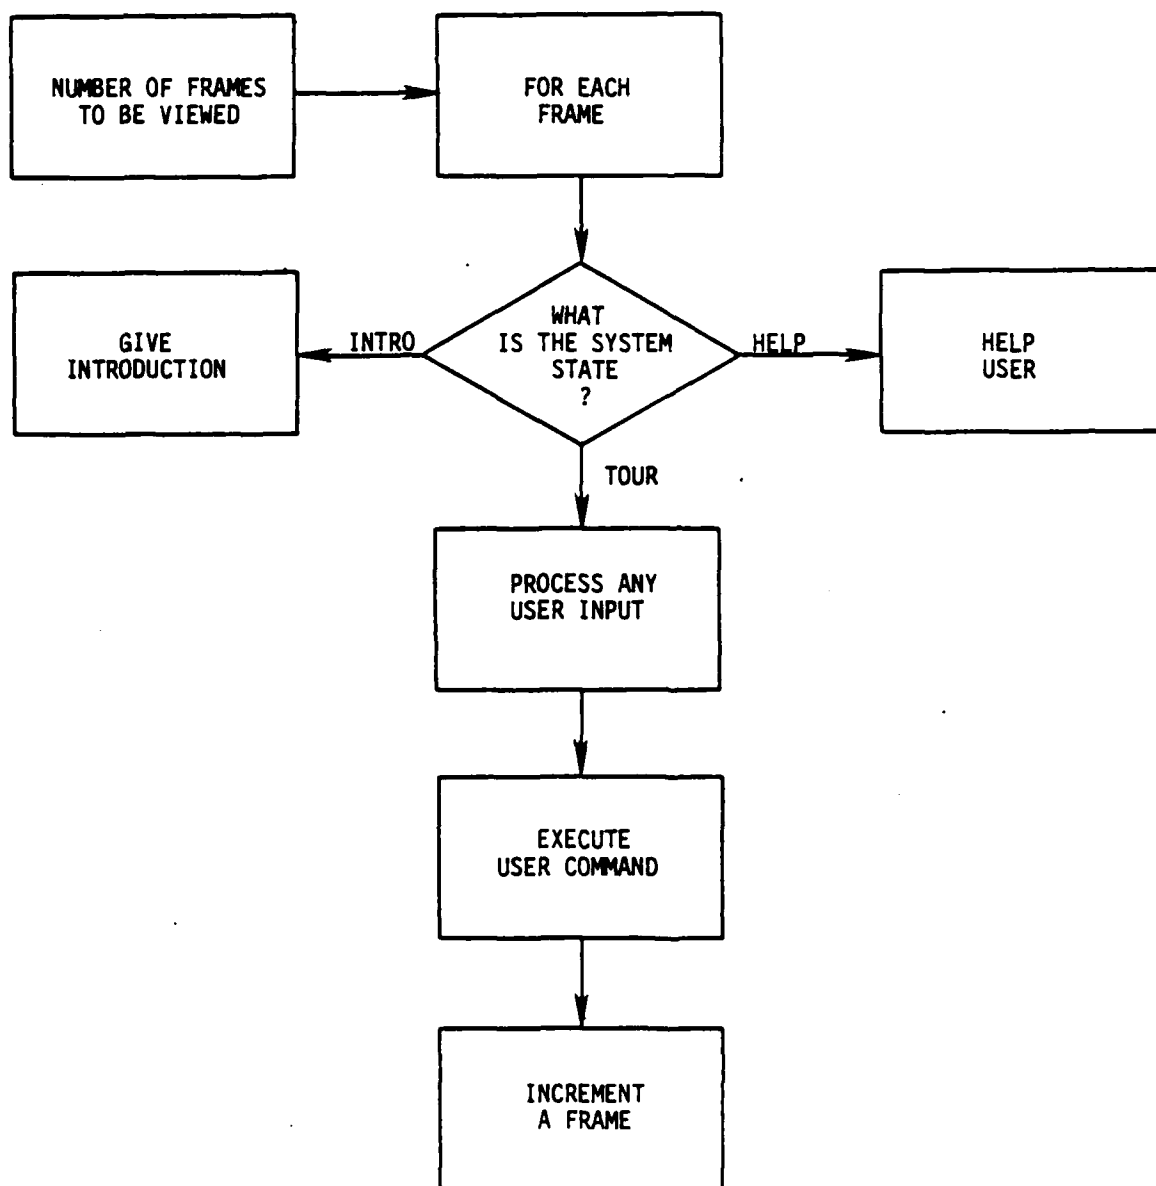 NUMBER OF FRAMES
TO BE VIEWED
FOR EACH
FRAME
GIVE
INTRODUCTION
INTRO
WHAT
IS THE SYSTEM
STATE
?
HELP
HELP
USER
TOUR
PROCESS ANY
USER INPUT
EXECUTE
USER COMMAND
INCREMENT
A FRAME